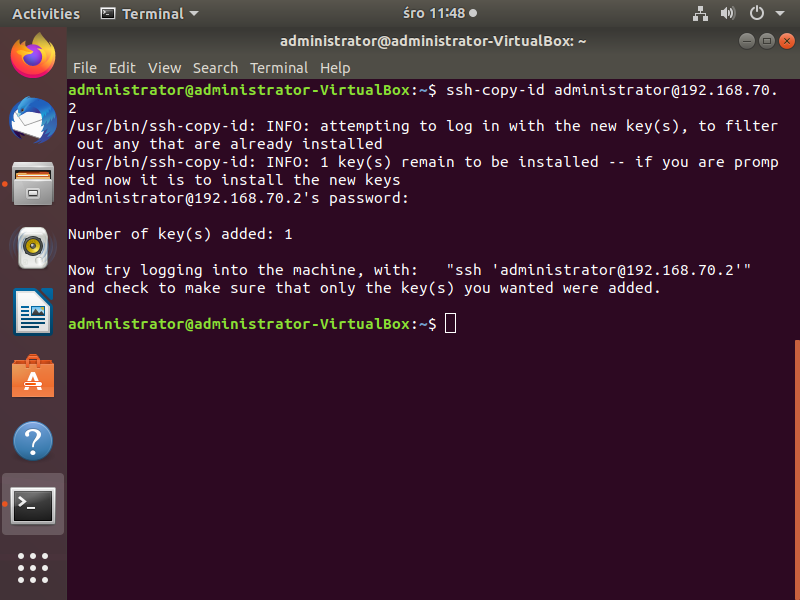 Activities Terminal śro 11:48
administrator@administrator-VirtualBox: ~
File Edit View Search Terminal Help
administrator@administrator-VirtualBox:~$ ssh-copy-id administrator@192.168.70.
2
/usr/bin/ssh-copy-id: INFO: attempting to log in with the new key(s), to filter
 out any that are already installed
/usr/bin/ssh-copy-id: INFO: 1 key(s) remain to be installed -- if you are promp
ted now it is to install the new keys
administrator@192.168.70.2's password:
Number of key(s) added: 1
Now try logging into the machine, with:   "ssh 'administrator@192.168.70.2'"
and check to make sure that only the key(s) you wanted were added.
administrator@administrator-VirtualBox:~$